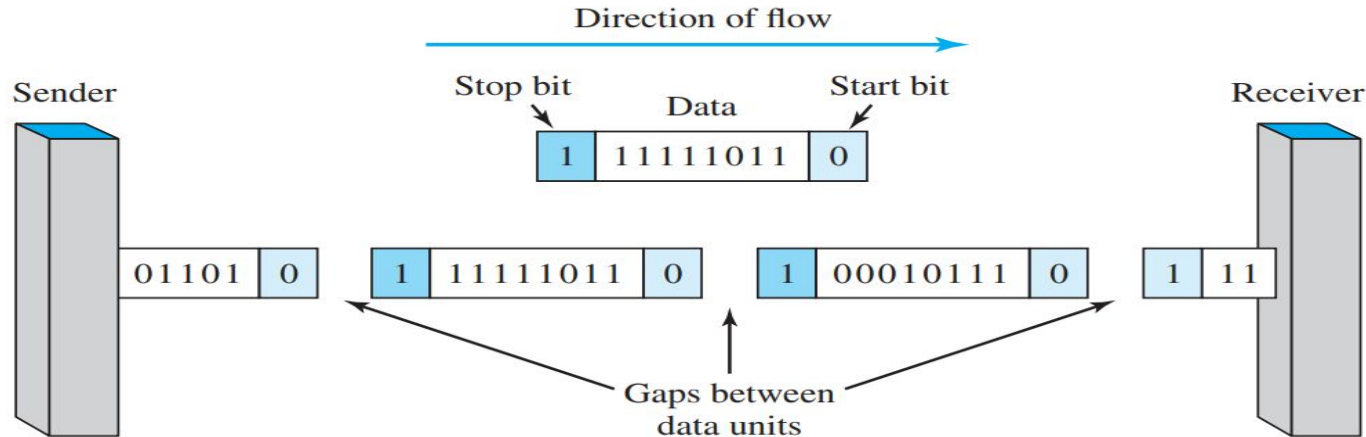 Direction of flow
Sender
Stop bit
Data
Start bit
Receiver
1 11111011 0
01101 0
1 11111011 0
1 00010111 0
1 11
Gaps between
data units